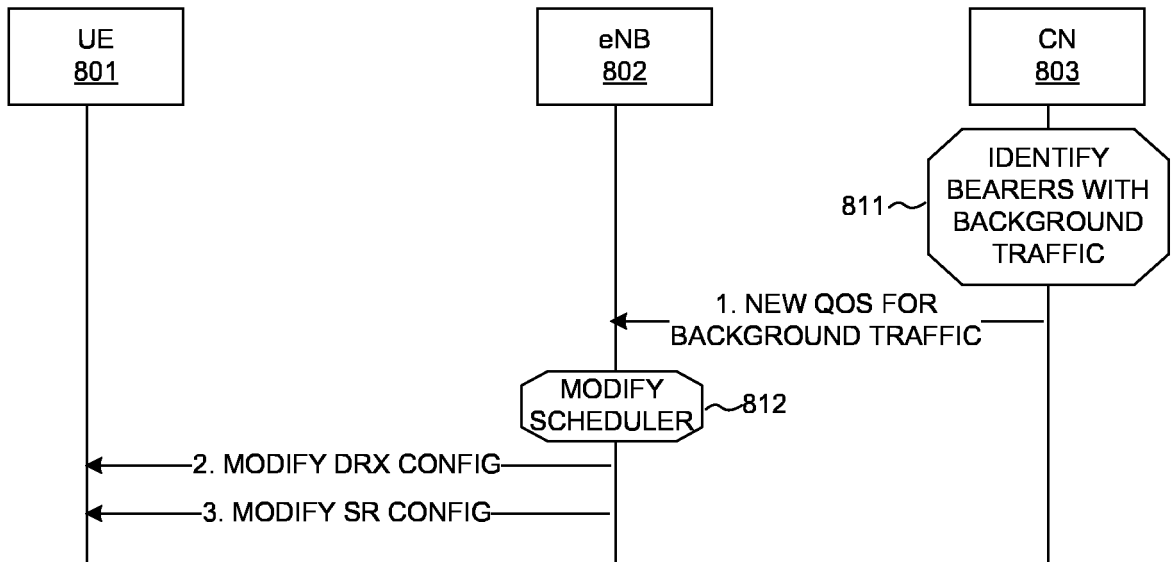 UE
801
eNB
802
CN
803
IDENTIFY
BEARERS WITH
BACKGROUND
TRAFFIC
811
1. NEW QOS FOR
BACKGROUND TRAFFIC
MODIFY
SCHEDULER
812
2. MODIFY DRX CONFIG
3. MODIFY SR CONFIG